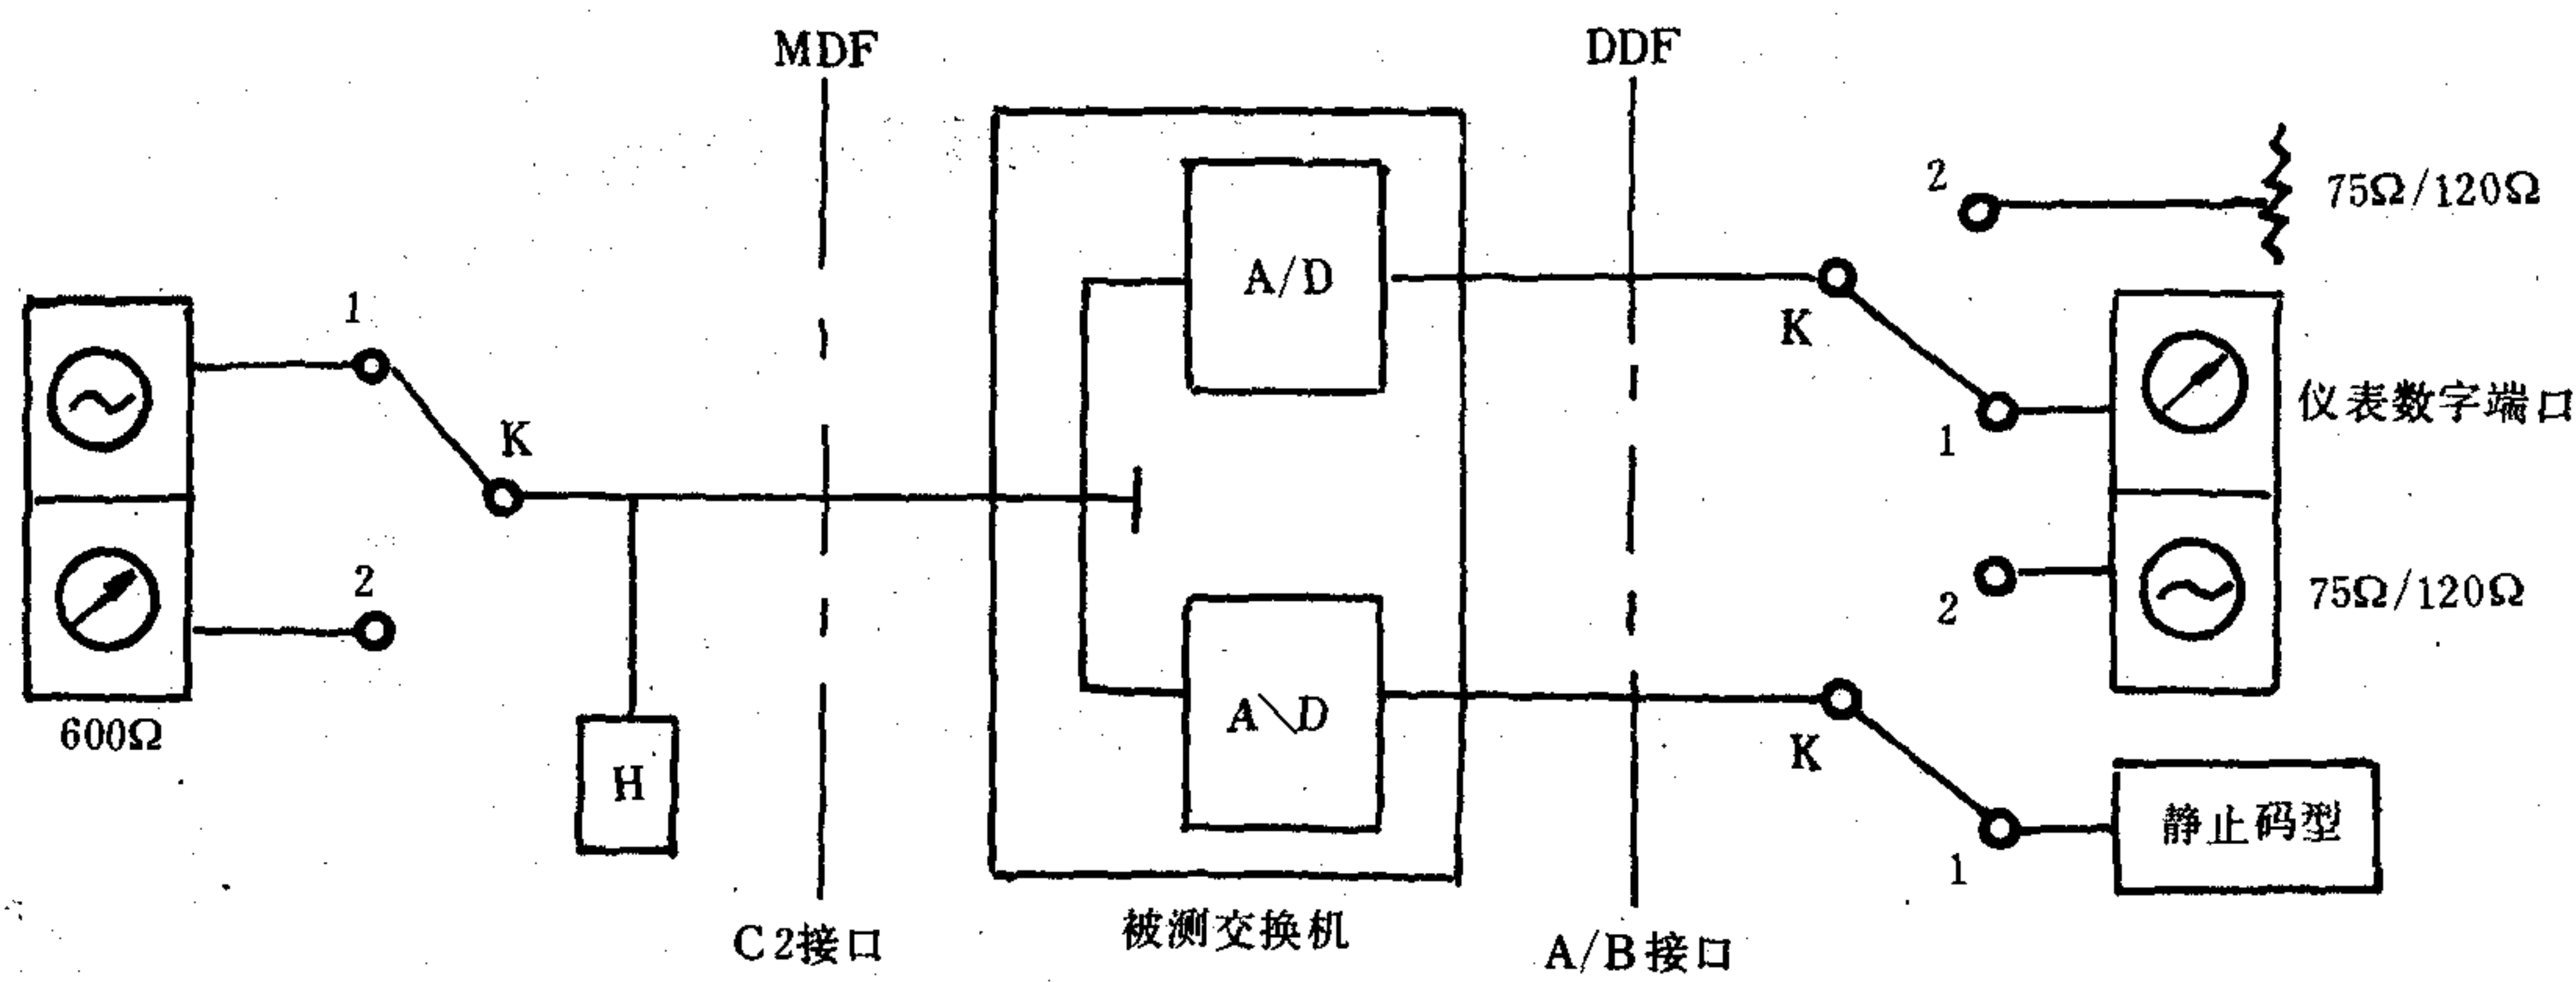 MDF
DDF
2
75Ω/120Ω
A/D
1
K
K
仪表数字端口
1
2
2
75Ω/120Ω
600Ω
H
A\D
K
静止码型
1
C2接口
被测交换机
A/B接口